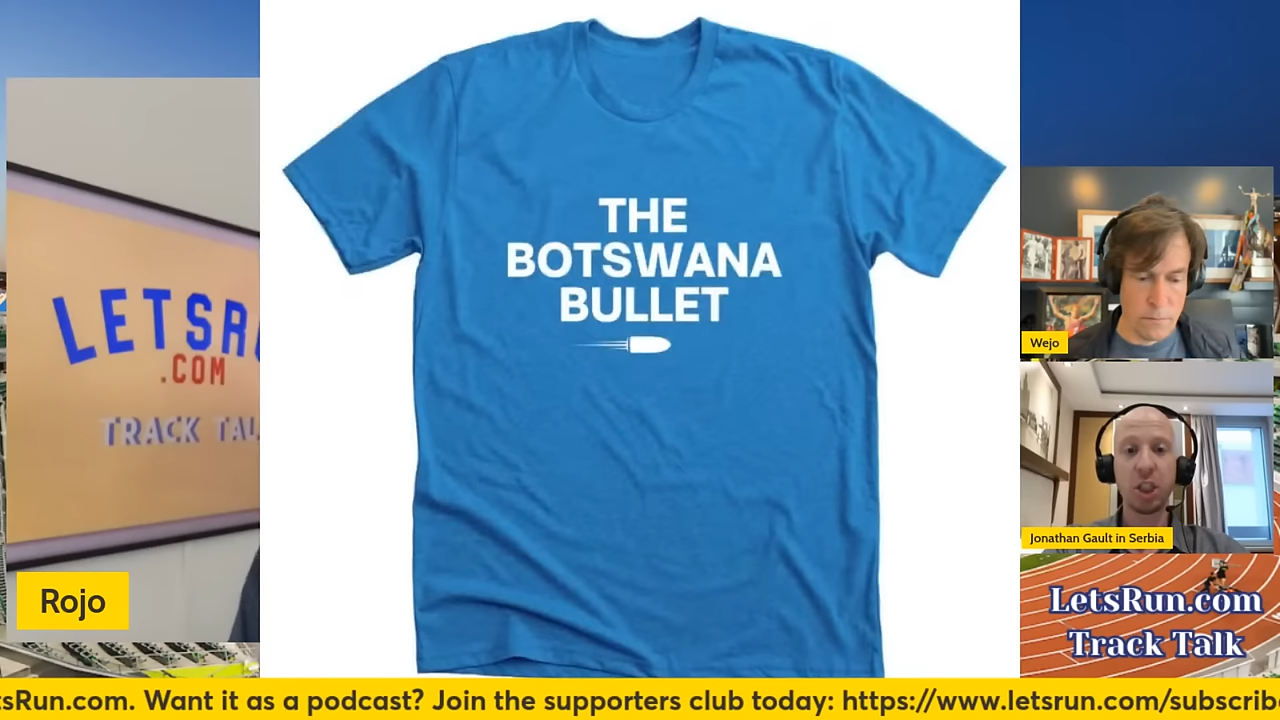 LETSR
.COM
TRACK TAL
Rojo
THE
BOTSWANA
BULLET
Wejo
Jonathan Gault in Serbia
LetsRun.com
Track Talk
tsRun.com. Want it as a podcast? Join the supporters club today: https://www.letsrun.com/subscrib